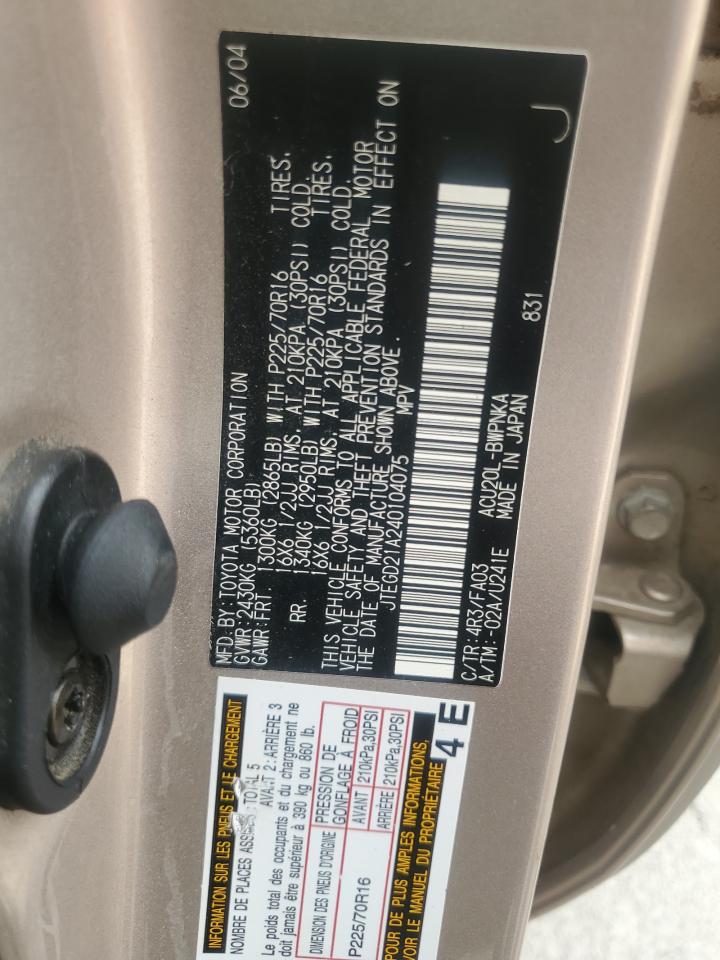 MFD.BY:TOYOTA MOTOR CORPORATION 06/04
GVWR:2430KG (5360LB)
GAWR:FRT 1300KG (2865LB) WITH P225/70R16 TIRES.
16X6 1/2JJ RIMS, AT 210KPA (30PSI) COLD.
RR. 1340KG (2950LB) WITH P225/70R16 TIRES.
16X6 1/2JJ RIMS, AT 210KPA (30PSI) COLD.
THIS VEHICLE CONFORMS TO ALL APPLICABLE FEDERAL MOTOR
VEHICLE SAFETY AND THEFT PREVENTION STANDARDS IN EFFECT ON
THE DATE OF MANUFACTURE SHOWN ABOVE.
JTEGD21A240104075 MPV
C/TR:4R37/FA03 ACU20L-BWPNKA 831
A/TM:-02A/U241E MADE IN JAPAN
J
INFORMATION SUR LES PNEUS ET LE CHARGEMENT
NOMBRE DE PLACES TOTAL 5
AVANT 2: ARRIÈRE 3
Le poids total des occupants et du chargement ne
doit jamais être supérieur à 390 kg ou 860 lb.
DIMENSION DES PNEUS D'ORIGINE PRESSION DE GONFLAGE À FROID
P225/70R16 AVANT 210kPa,30PSI
ARRIÈRE 210kPa,30PSI
POUR DE PLUS AMPLES INFORMATIONS,
VOIR LE MANUEL DU PROPRIÉTAIRE
4 E